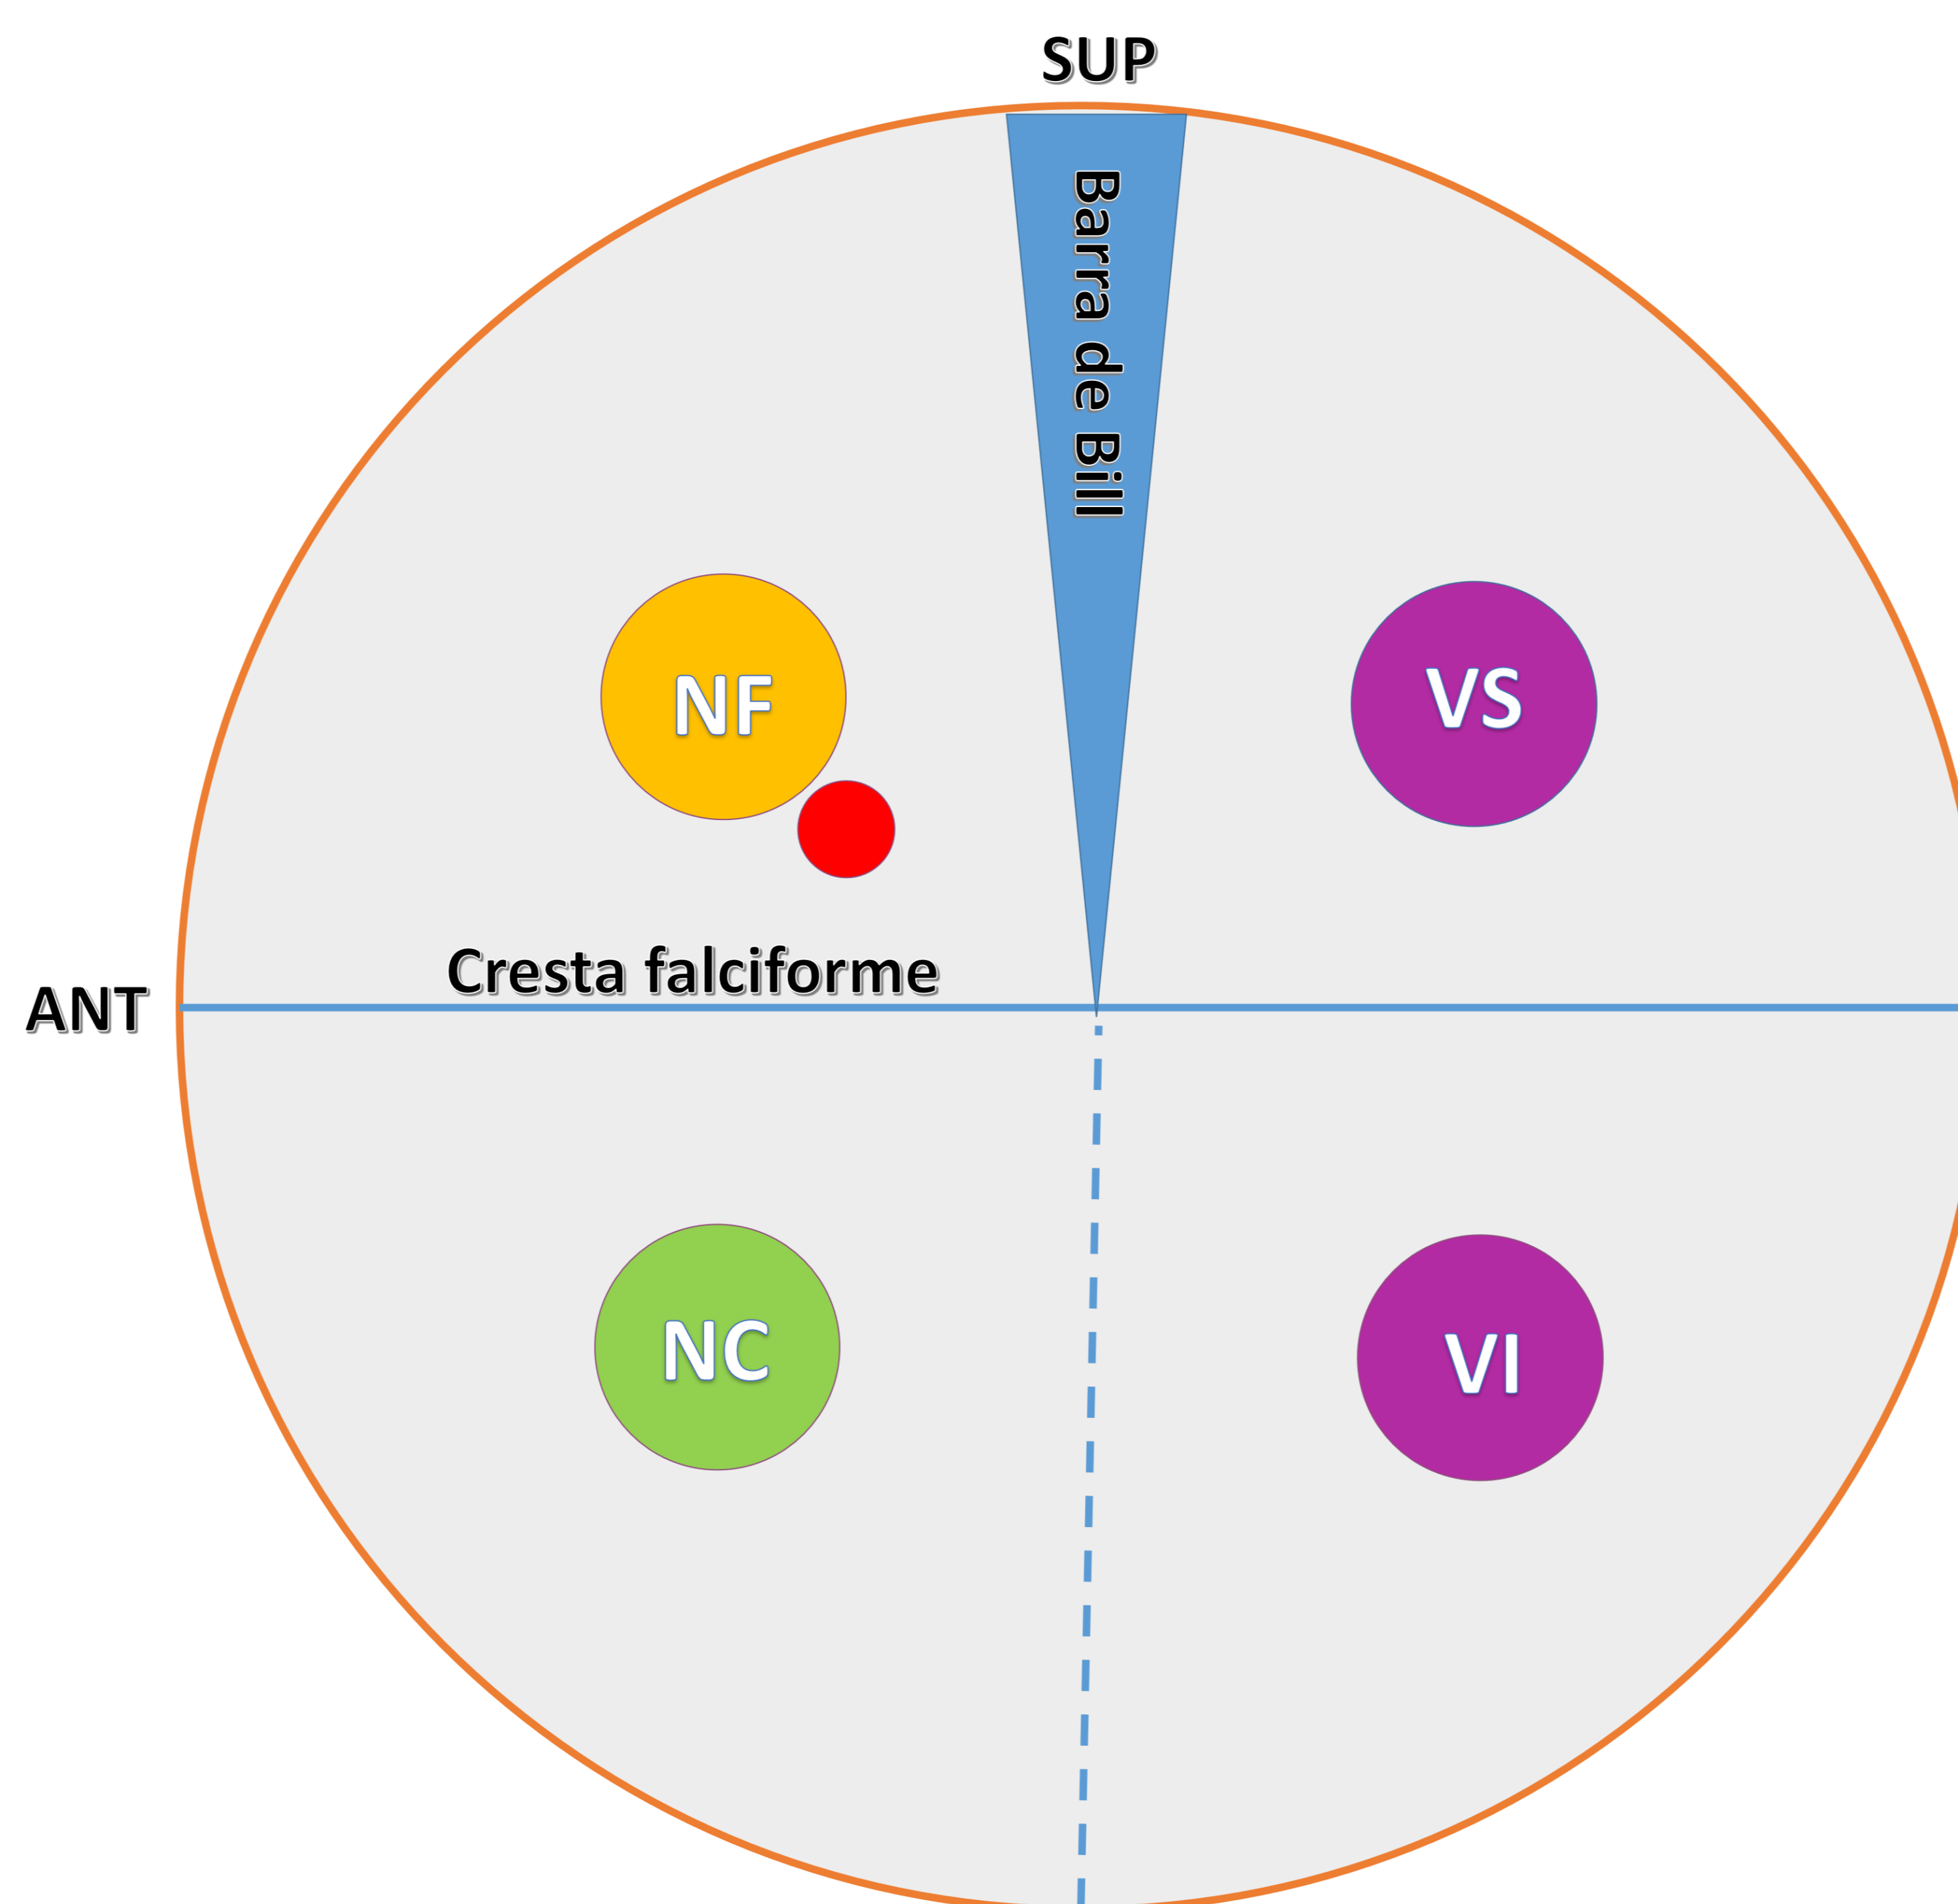 SUP
Barra de Bill
NF
VS
Cresta falciforme
ANT
NC
VI